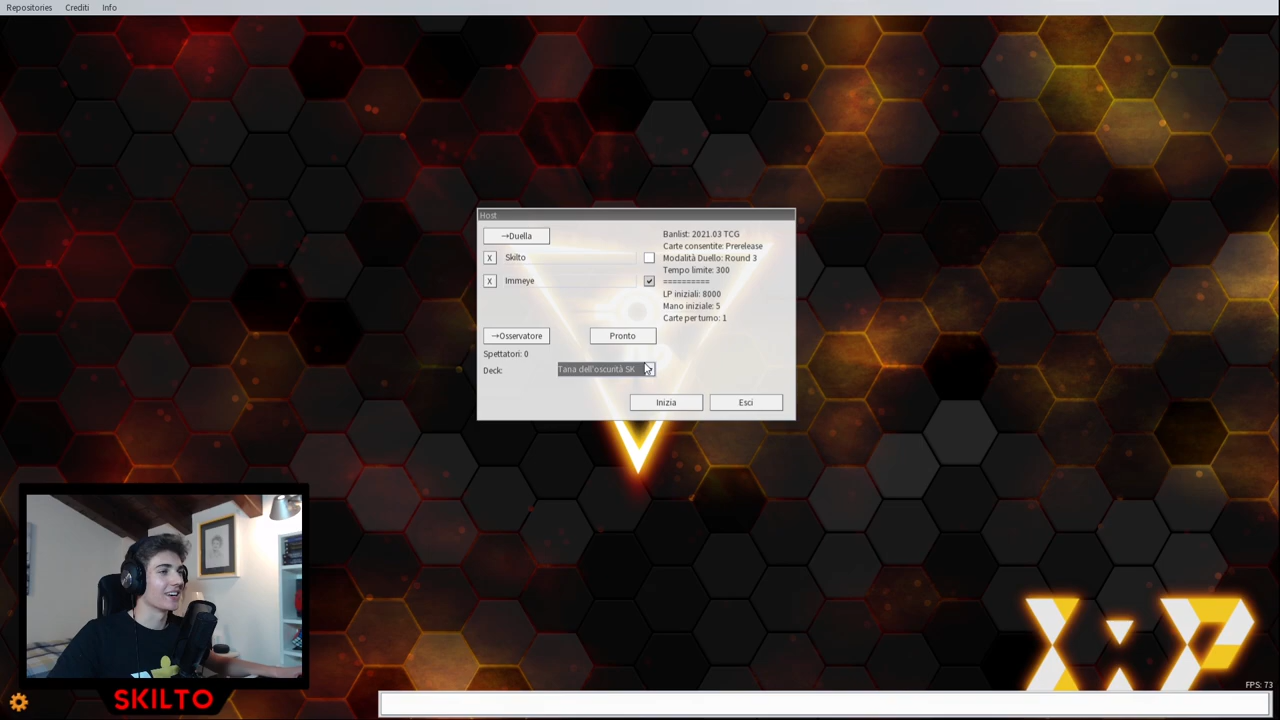 Repositories Crediti Info
Host
→Duella
X Skilto
X Immeye
Banlist: 2021.03 TCG
Carte consentite: Prerelease
Modalità Duello: Round 3
Tempo limite: 300
==========
LP iniziali: 8000
Mano iniziale: 5
Carte per turno: 1
→Osservatore Pronto
Spettatori: 0
Deck: Tana dell'oscurità SK
Inizia Esci
SKILTO
FPS: 73